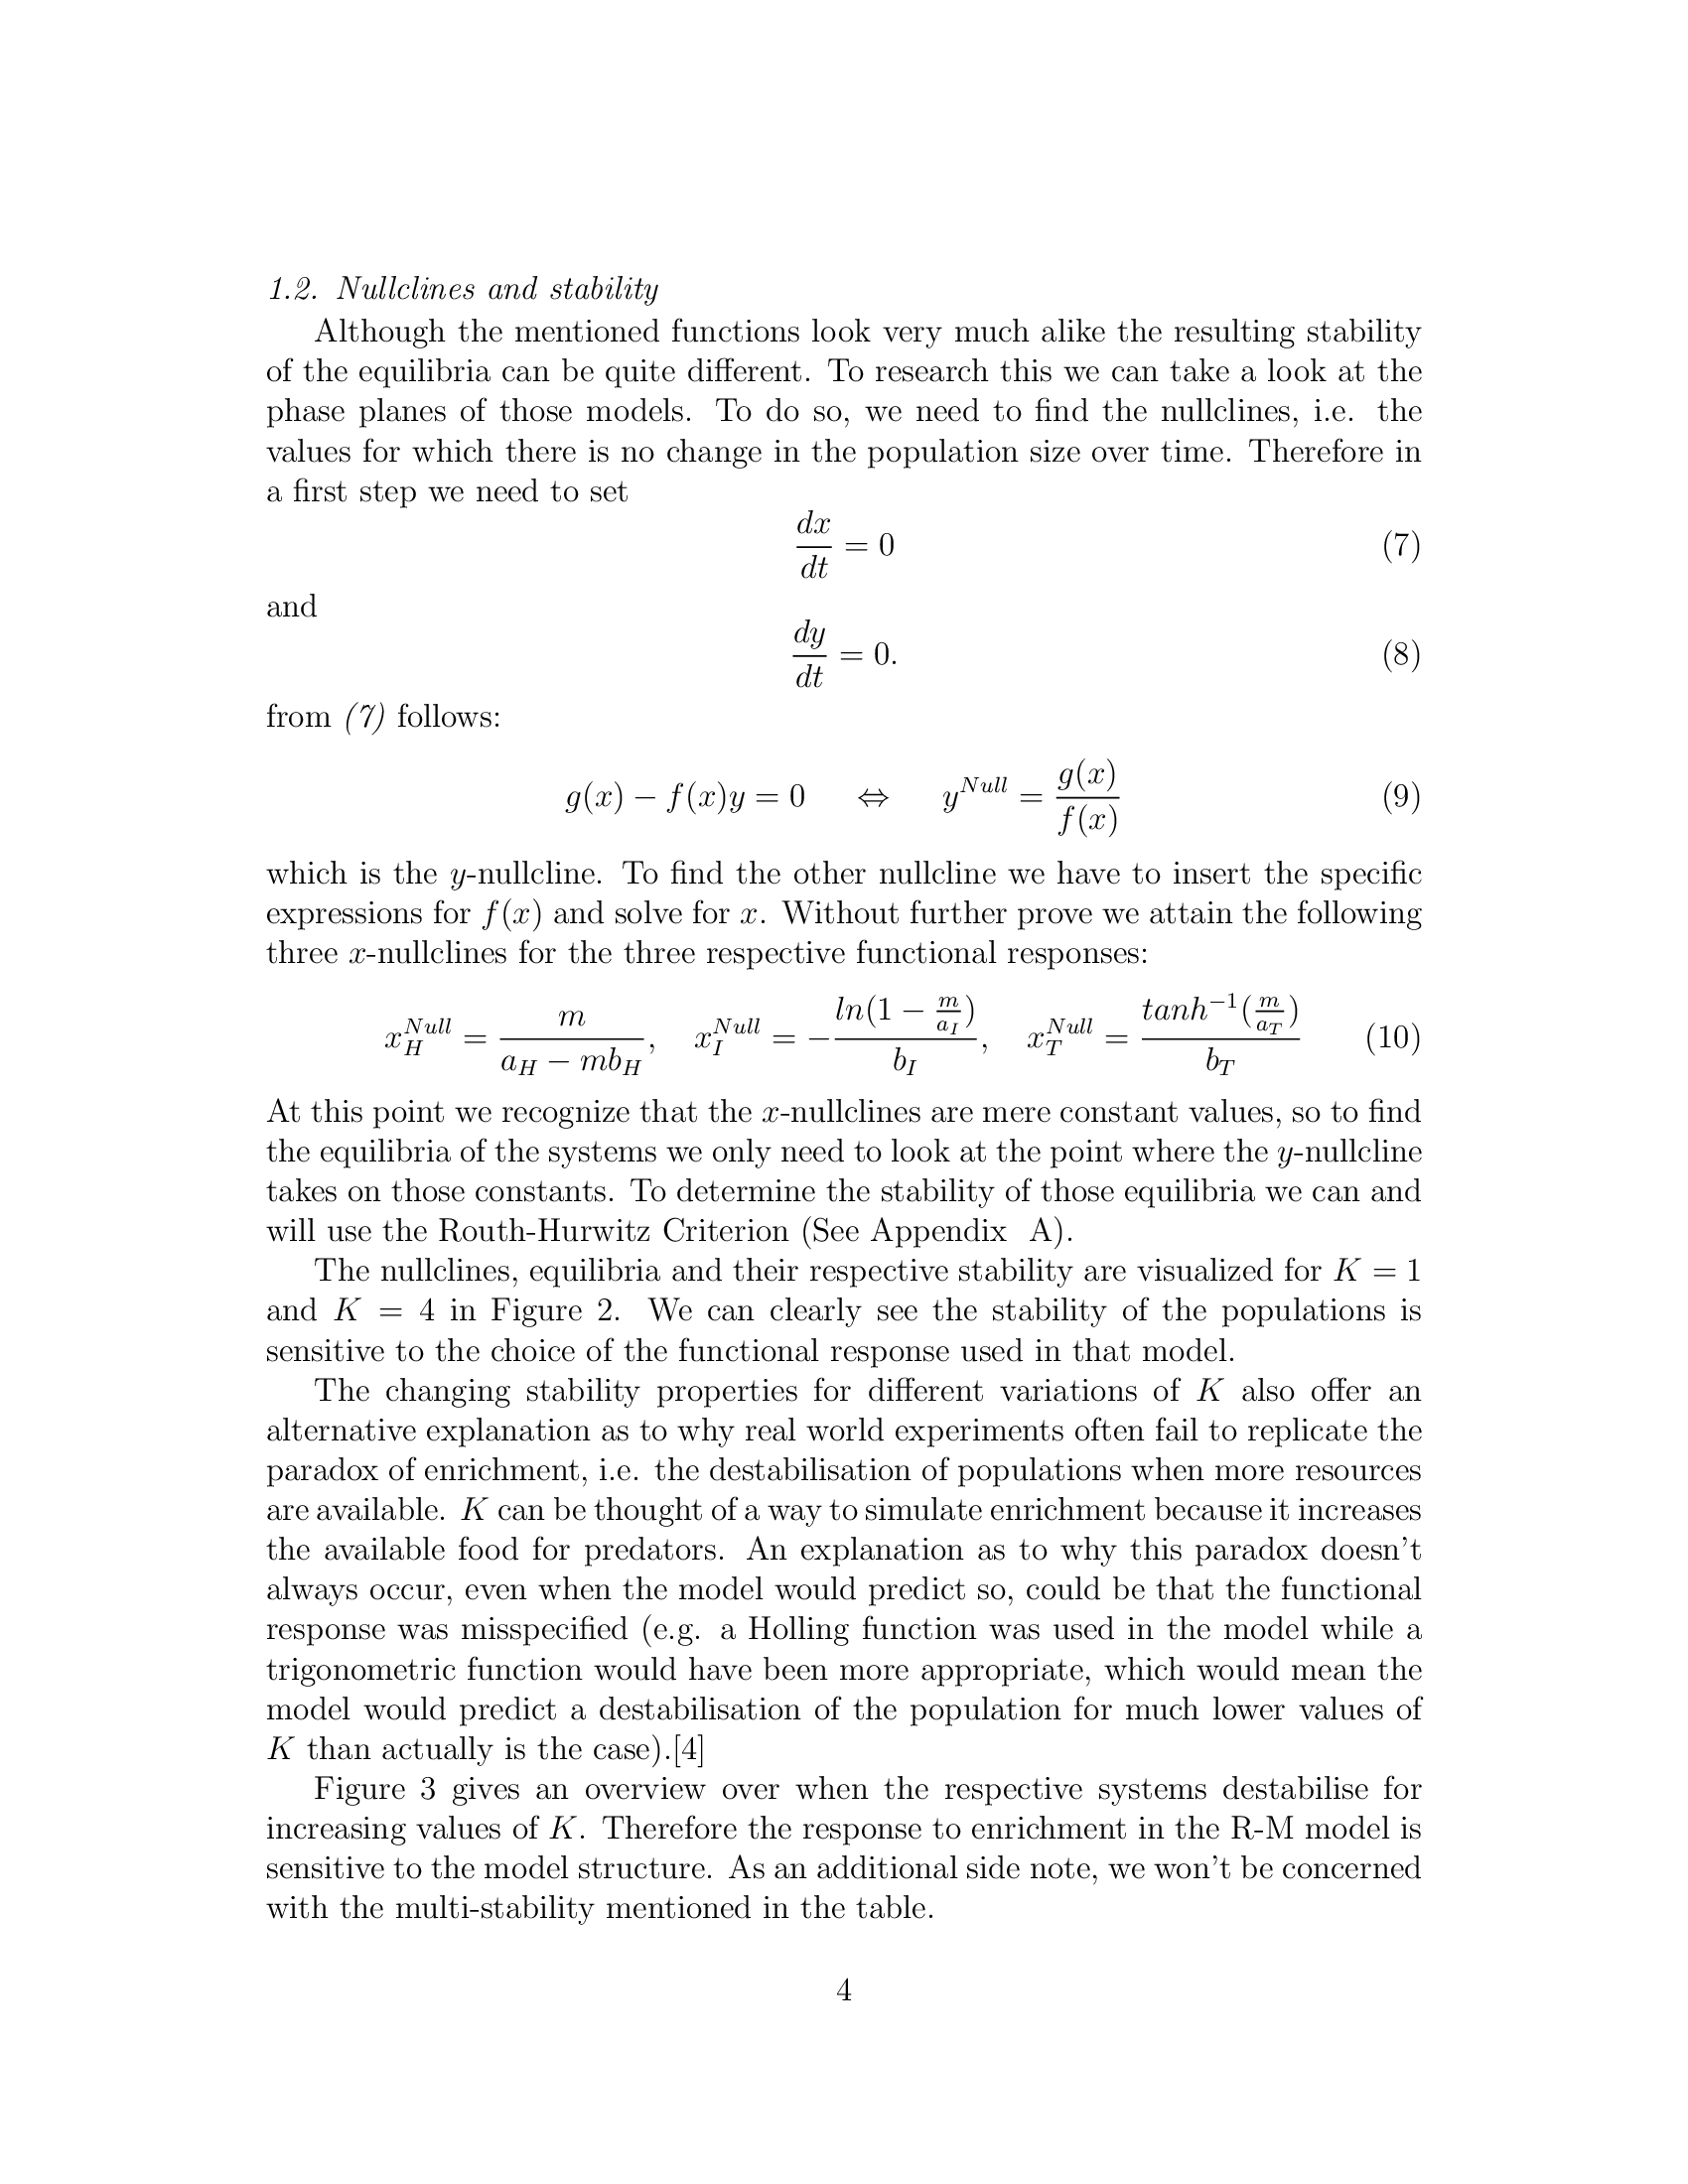 1.2. Nullclines and stability
Although the mentioned functions look very much alike the resulting stability
of the equilibria can be quite different. To research this we can take a look at the
phase planes of those models. To do so, we need to find the nullclines, i.e. the
values for which there is no change in the population size over time. Therefore in
a first step we need to set
\frac{dx}{dt} = 0 (7)
and
\frac{dy}{dt} = 0. (8)
from (7) follows:
g(x) − f(x)y = 0 ⇔ y^{Null} = \frac{g(x)}{f(x)} (9)
which is the y-nullcline. To find the other nullcline we have to insert the specific
expressions for f(x) and solve for x. Without further prove we attain the following
three x-nullclines for the three respective functional responses:
x_H^{Null} = \frac{m}{a_H − mb_H}, x_I^{Null} = −\frac{ln(1 − \frac{m}{a_I})}{b_I}, x_T^{Null} = \frac{tanh^{−1}(\frac{m}{a_T})}{b_T} (10)
At this point we recognize that the x-nullclines are mere constant values, so to find
the equilibria of the systems we only need to look at the point where the y-nullcline
takes on those constants. To determine the stability of those equilibria we can and
will use the Routh-Hurwitz Criterion (See Appendix A).
The nullclines, equilibria and their respective stability are visualized for K = 1
and K = 4 in Figure 2. We can clearly see the stability of the populations is
sensitive to the choice of the functional response used in that model.
The changing stability properties for different variations of K also offer an
alternative explanation as to why real world experiments often fail to replicate the
paradox of enrichment, i.e. the destabilisation of populations when more resources
are available. K can be thought of a way to simulate enrichment because it increases
the available food for predators. An explanation as to why this paradox doesn't
always occur, even when the model would predict so, could be that the functional
response was misspecified (e.g. a Holling function was used in the model while a
trigonometric function would have been more appropriate, which would mean the
model would predict a destabilisation of the population for much lower values of
K than actually is the case).[4]
Figure 3 gives an overview over when the respective systems destabilise for
increasing values of K. Therefore the response to enrichment in the R-M model is
sensitive to the model structure. As an additional side note, we won't be concerned
with the multi-stability mentioned in the table.
4